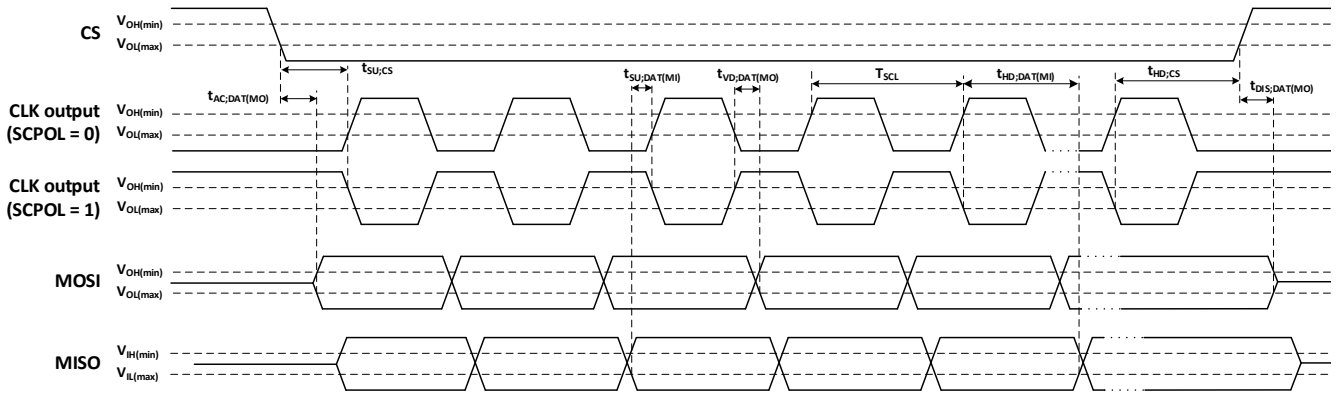 CS
VOH(min)
VOL(max)
tSU;CS
tAC;DAT(MO)
tSU;DAT(MI)
tVD;DAT(MO)
TSCL
tHD;DAT(MI)
tHD;CS
tDIS;DAT(MO)
CLK output
(SCPOL = 0)
VOH(min)
VOL(max)
CLK output
(SCPOL = 1)
VOH(min)
VOL(max)
MOSI
VOH(min)
VOL(max)
MISO
VIH(min)
VIL(max)